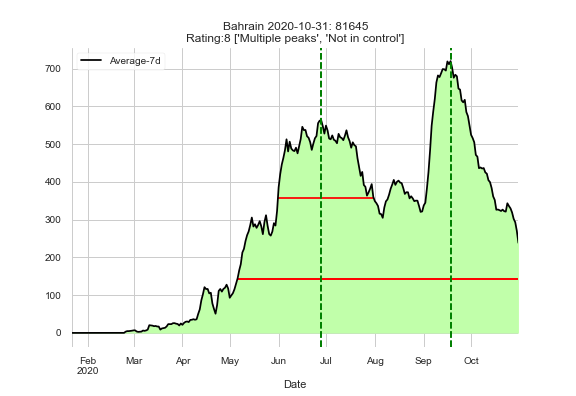 Bahrain 2020-10-31: 81645
Rating:8 ['Multiple peaks', 'Not in control']
Average-7d
700
600
500
400
300
200
100
0
Feb Mar Apr May Jun Jul Aug Sep Oct
2020
Date